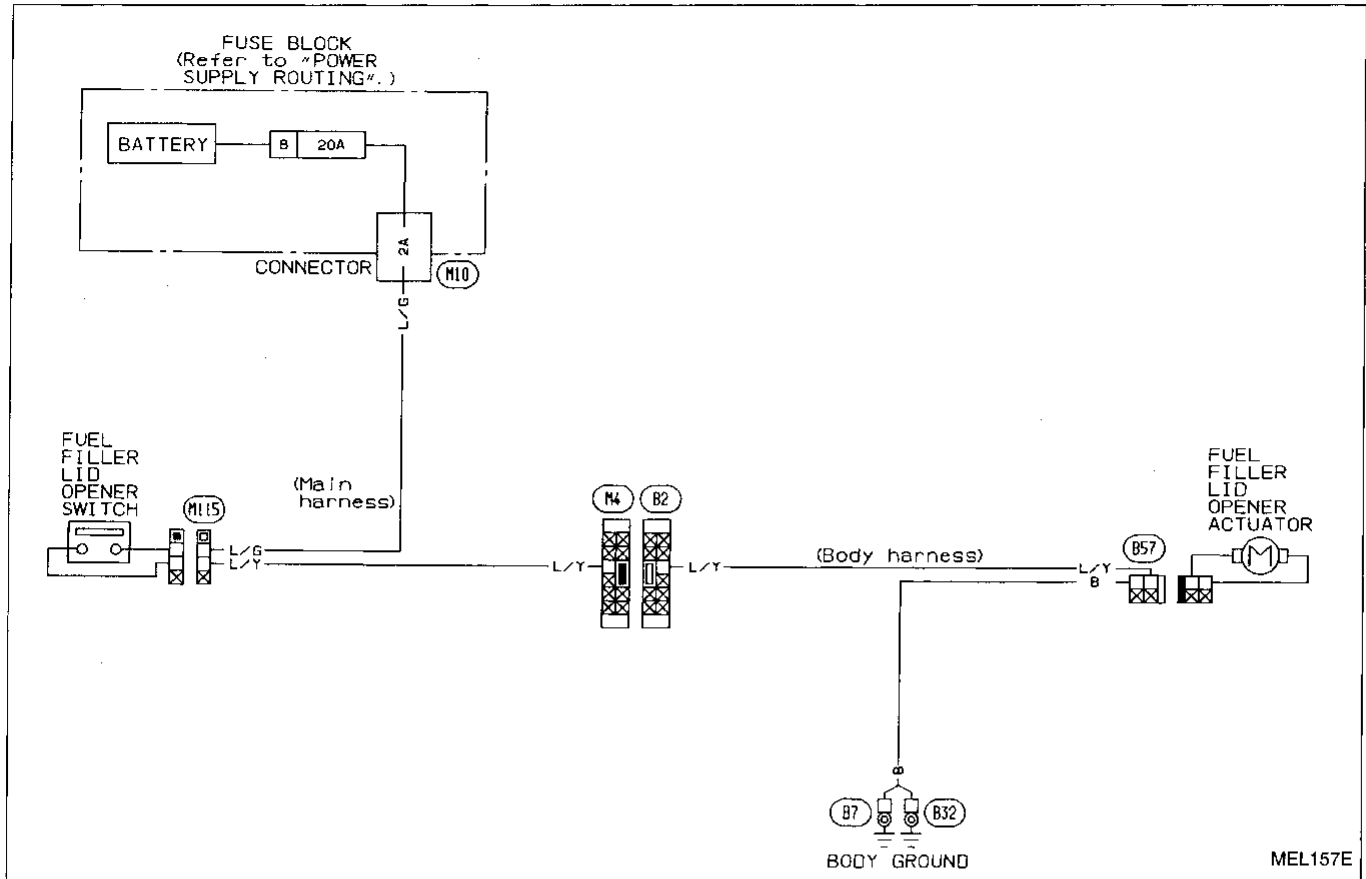 FUSE BLOCK
(Refer to "POWER
SUPPLY ROUTING".)
BATTERY
B
20A
2A
CONNECTOR
M10
L/G
FUEL
FILLER
LID
OPENER
SWITCH
M115
(Main
harness)
L/G
L/Y
L/Y
M4
B2
L/Y
(Body harness)
L/Y
B
B57
FUEL
FILLER
LID
OPENER
ACTUATOR
M
B
B7
B32
BODY GROUND
MEL157E